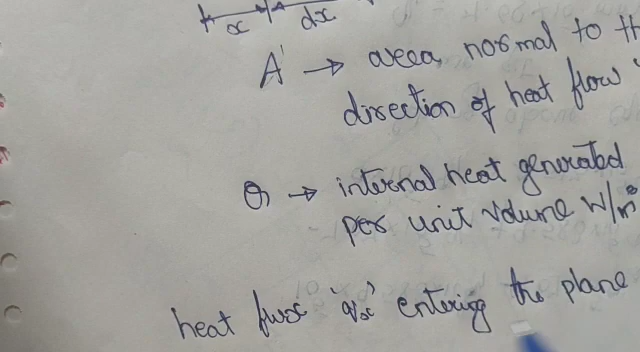 x dx
A → area normal to th
direction of heat flow
→ internal heat generated
per unit volume W/m³
heat flux 'qx' entering the plane